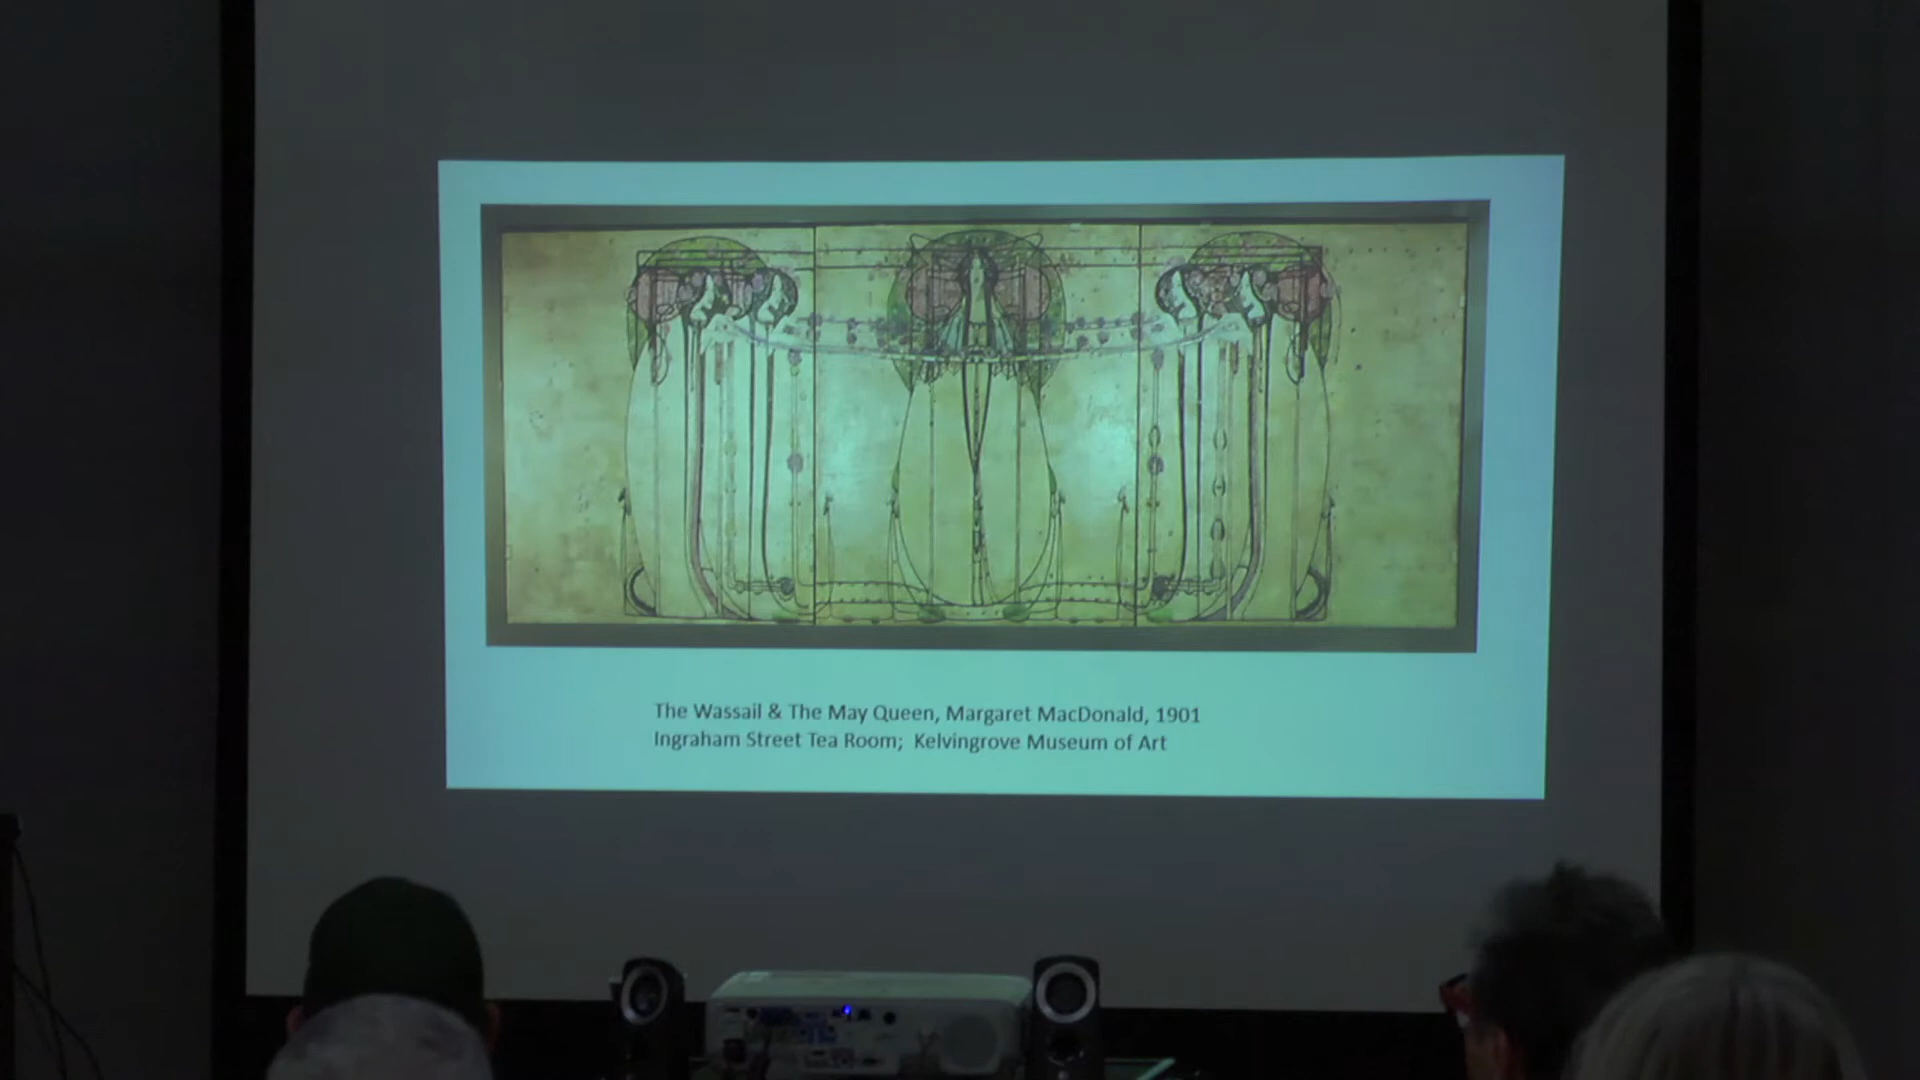 The Wassail & The May Queen, Margaret MacDonald, 1901
Ingraham Street Tea Room; Kelvingrove Museum of Art